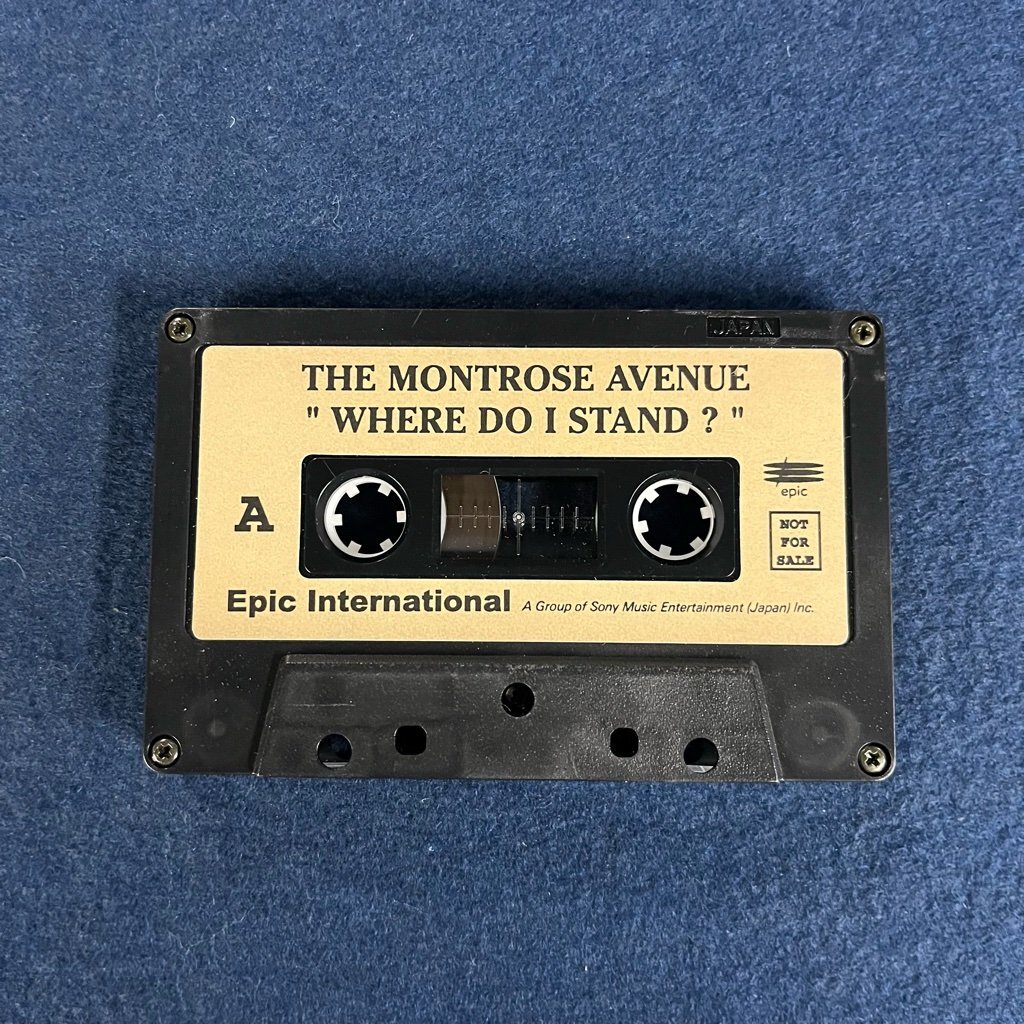 JAPAN
THE MONTROSE AVENUE
" WHERE DO I STAND ? "
epic
A
NOT
FOR
SALE
Epic International A Group of Sony Music Entertainment (Japan) Inc.